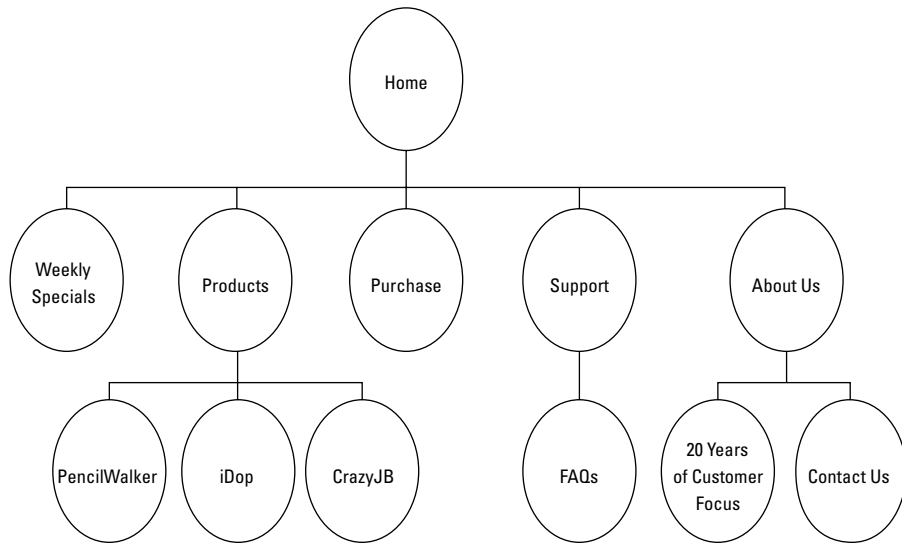 Home
Weekly
Specials
Products
Purchase
Support
About Us
PencilWalker
iDop
CrazyJB
FAQs
20 Years
of Customer
Focus
Contact Us